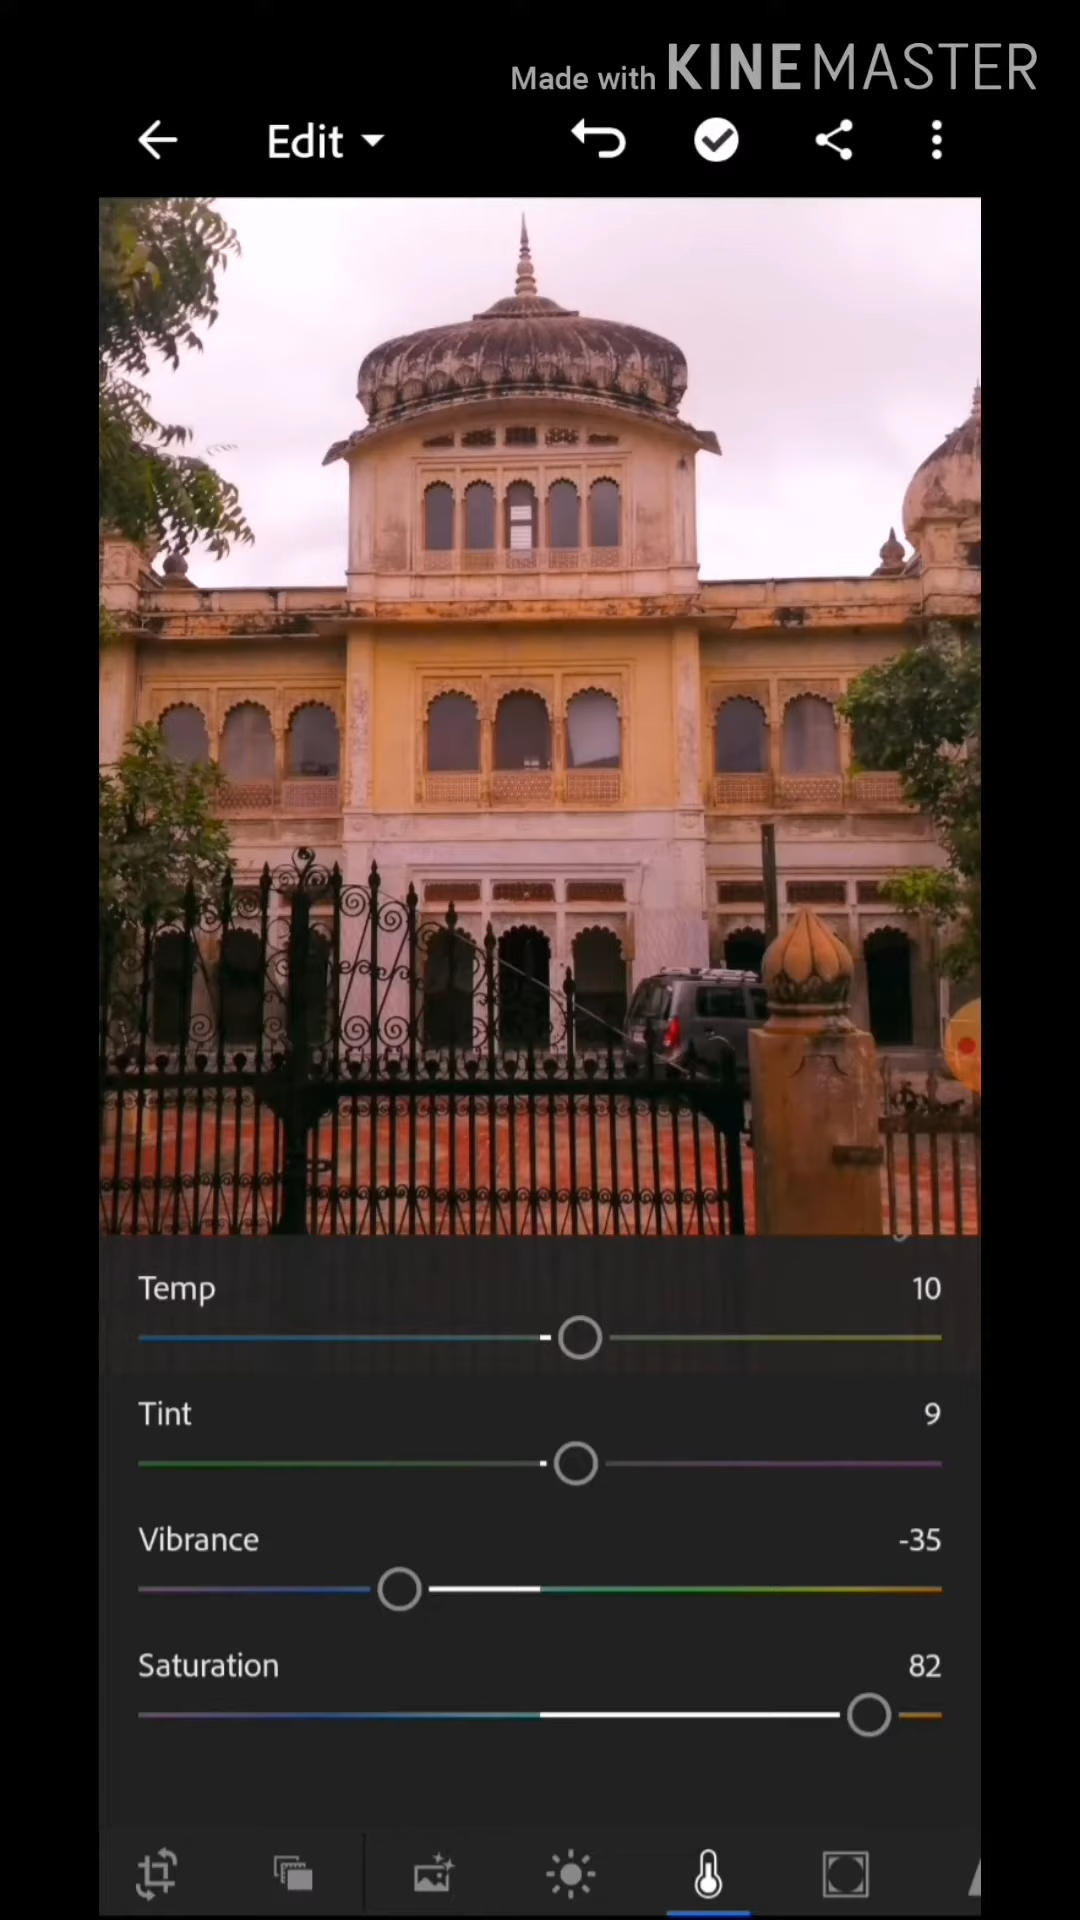 Made with KINEMASTER
Edit
Temp 10
Tint 9
Vibrance -35
Saturation 82